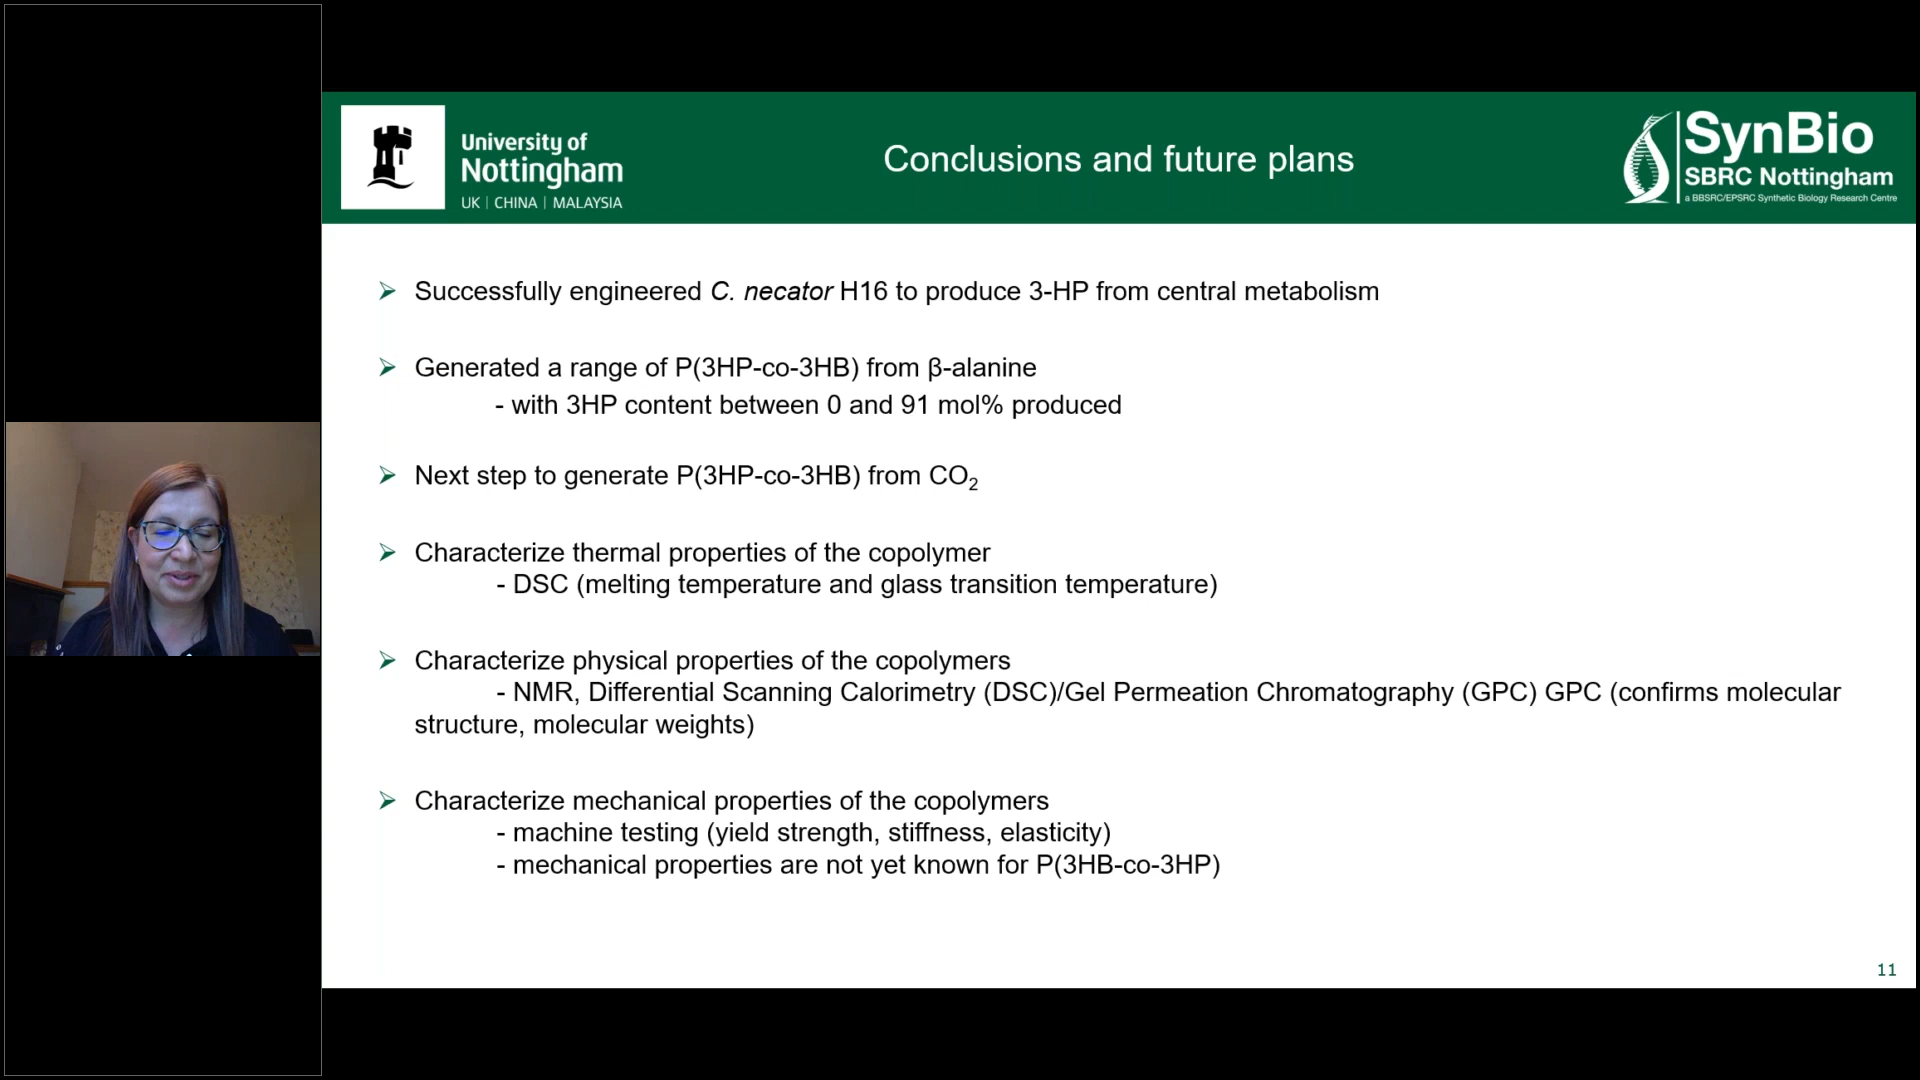 University of
Nottingham
UK | CHINA | MALAYSIA
Conclusions and future plans
SynBio
SBRC Nottingham
a BBSRC/EPSRC Synthetic Biology Research Centre
➢ Successfully engineered C. necator H16 to produce 3-HP from central metabolism
➢ Generated a range of P(3HP-co-3HB) from β-alanine
- with 3HP content between 0 and 91 mol% produced
➢ Next step to generate P(3HP-co-3HB) from CO₂
➢ Characterize thermal properties of the copolymer
- DSC (melting temperature and glass transition temperature)
➢ Characterize physical properties of the copolymers
- NMR, Differential Scanning Calorimetry (DSC)/Gel Permeation Chromatography (GPC) GPC (confirms molecular
structure, molecular weights)
➢ Characterize mechanical properties of the copolymers
- machine testing (yield strength, stiffness, elasticity)
- mechanical properties are not yet known for P(3HB-co-3HP)
11